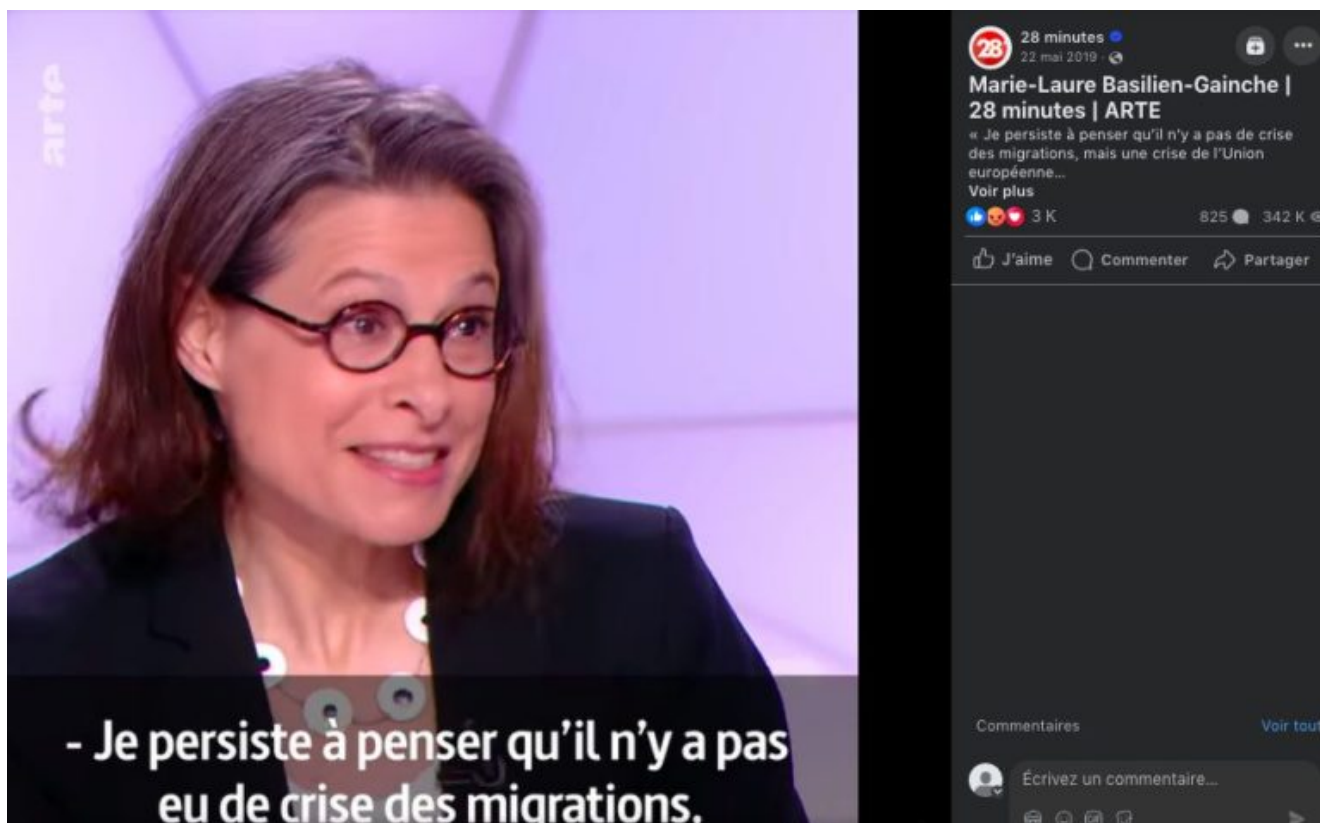 arte
- Je persiste à penser qu'il n'y a pas
eu de crise des migrations.
28
28 minutes
22 mai 2019 ·
Marie-Laure Basilien-Gainche |
28 minutes | ARTE
« Je persiste à penser qu'il n'y a pas de crise
des migrations, mais une crise de l'Union
européenne...
Voir plus
3 K 825 342 K
J'aime Commenter Partager
Commentaires Voir tout
Écrivez un commentaire...